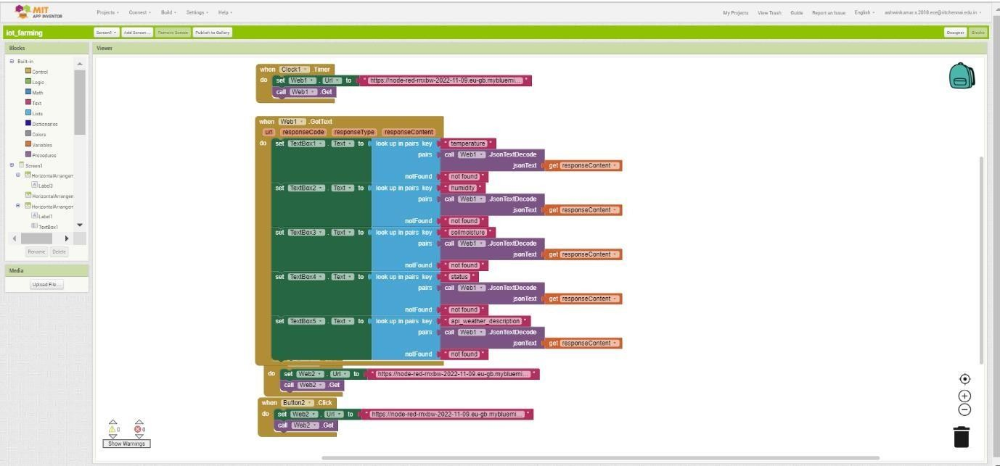 MIT
APP INVENTOR
Projects Connect Build Settings Help My Projects View Trash Guide Report an Issue English ashwinkumar.s.2018.ece@ritchennai.edu.in
iot_farming Screen1 Add Screen ... Remove Screen Publish to Gallery Designer Blocks
Blocks Viewer
Built-in
Control
Logic
Math
Text
Lists
Dictionaries
Colors
Variables
Procedures
Screen1
HorizontalArrangen
Label3
HorizontalArrangen
HorizontalArrangen
Label1
TextBox1
Rename Delete
Media
Upload File ...
when Clock1 .Timer
do set Web1 . Url to " https://node-red-rnxbw-2022-11-09.eu-gb.mybluemi... "
call Web1 .Get
when Web1 .GotText
url responseCode responseType responseContent
do set TextBox1 . Text to look up in pairs key " temperature "
pairs call Web1 .JsonTextDecode
jsonText get responseContent
notFound " not found "
set TextBox2 . Text to look up in pairs key " humidity "
pairs call Web1 .JsonTextDecode
jsonText get responseContent
notFound " not found "
set TextBox3 . Text to look up in pairs key " soilmoisture "
pairs call Web1 .JsonTextDecode
jsonText get responseContent
notFound " not found "
set TextBox4 . Text to look up in pairs key " status "
pairs call Web1 .JsonTextDecode
jsonText get responseContent
notFound " not found "
set TextBox5 . Text to look up in pairs key " api_weather_description "
pairs call Web1 .JsonTextDecode
jsonText get responseContent
notFound " not found "
do set Web2 . Url to " https://node-red-rnxbw-2022-11-09.eu-gb.mybluemi... "
call Web2 .Get
when Button2 .Click
do set Web2 . Url to " https://node-red-rnxbw-2022-11-09.eu-gb.mybluemi... "
call Web2 .Get
0 0
Show Warnings